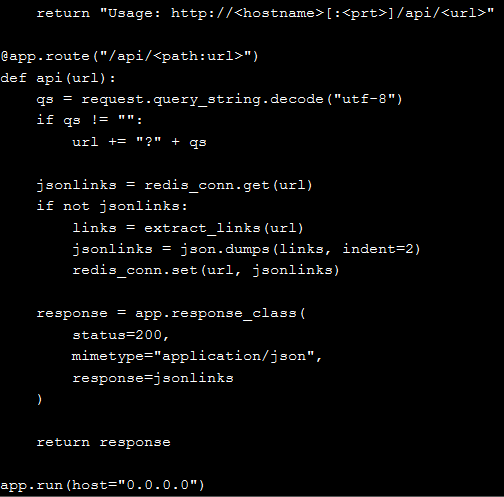 return "Usage: http://<hostname>[:<prt>]/api/<url>"

@app.route("/api/<path:url>")
def api(url):
    qs = request.query_string.decode("utf-8")
    if qs != "":
        url += "?" + qs

    jsonlinks = redis_conn.get(url)
    if not jsonlinks:
        links = extract_links(url)
        jsonlinks = json.dumps(links, indent=2)
        redis_conn.set(url, jsonlinks)

    response = app.response_class(
        status=200,
        mimetype="application/json",
        response=jsonlinks
    )

    return response

app.run(host="0.0.0.0")